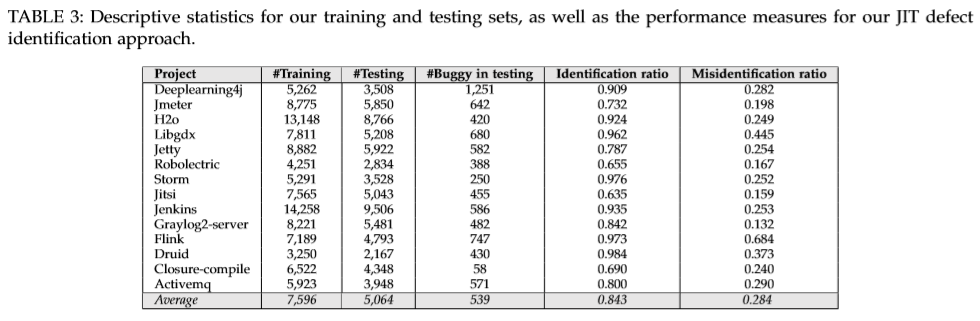 TABLE 3: Descriptive statistics for our training and testing sets, as well as the performance measures for our JIT defect
identification approach.
Project #Training #Testing #Buggy in testing Identification ratio Misidentification ratio
Deeplearning4j 5,262 3,508 1,251 0.909 0.282
Jmeter 8,775 5,850 642 0.732 0.198
H2o 13,148 8,766 420 0.924 0.249
Libgdx 7,811 5,208 680 0.962 0.445
Jetty 8,882 5,922 582 0.787 0.254
Robolectric 4,251 2,834 388 0.655 0.167
Storm 5,291 3,528 250 0.976 0.252
Jitsi 7,565 5,043 455 0.635 0.159
Jenkins 14,258 9,506 586 0.935 0.253
Graylog2-server 8,221 5,481 482 0.842 0.132
Flink 7,189 4,793 747 0.973 0.684
Druid 3,250 2,167 430 0.984 0.373
Closure-compile 6,522 4,348 58 0.690 0.240
Activemq 5,923 3,948 571 0.800 0.290
Average 7,596 5,064 539 0.843 0.284